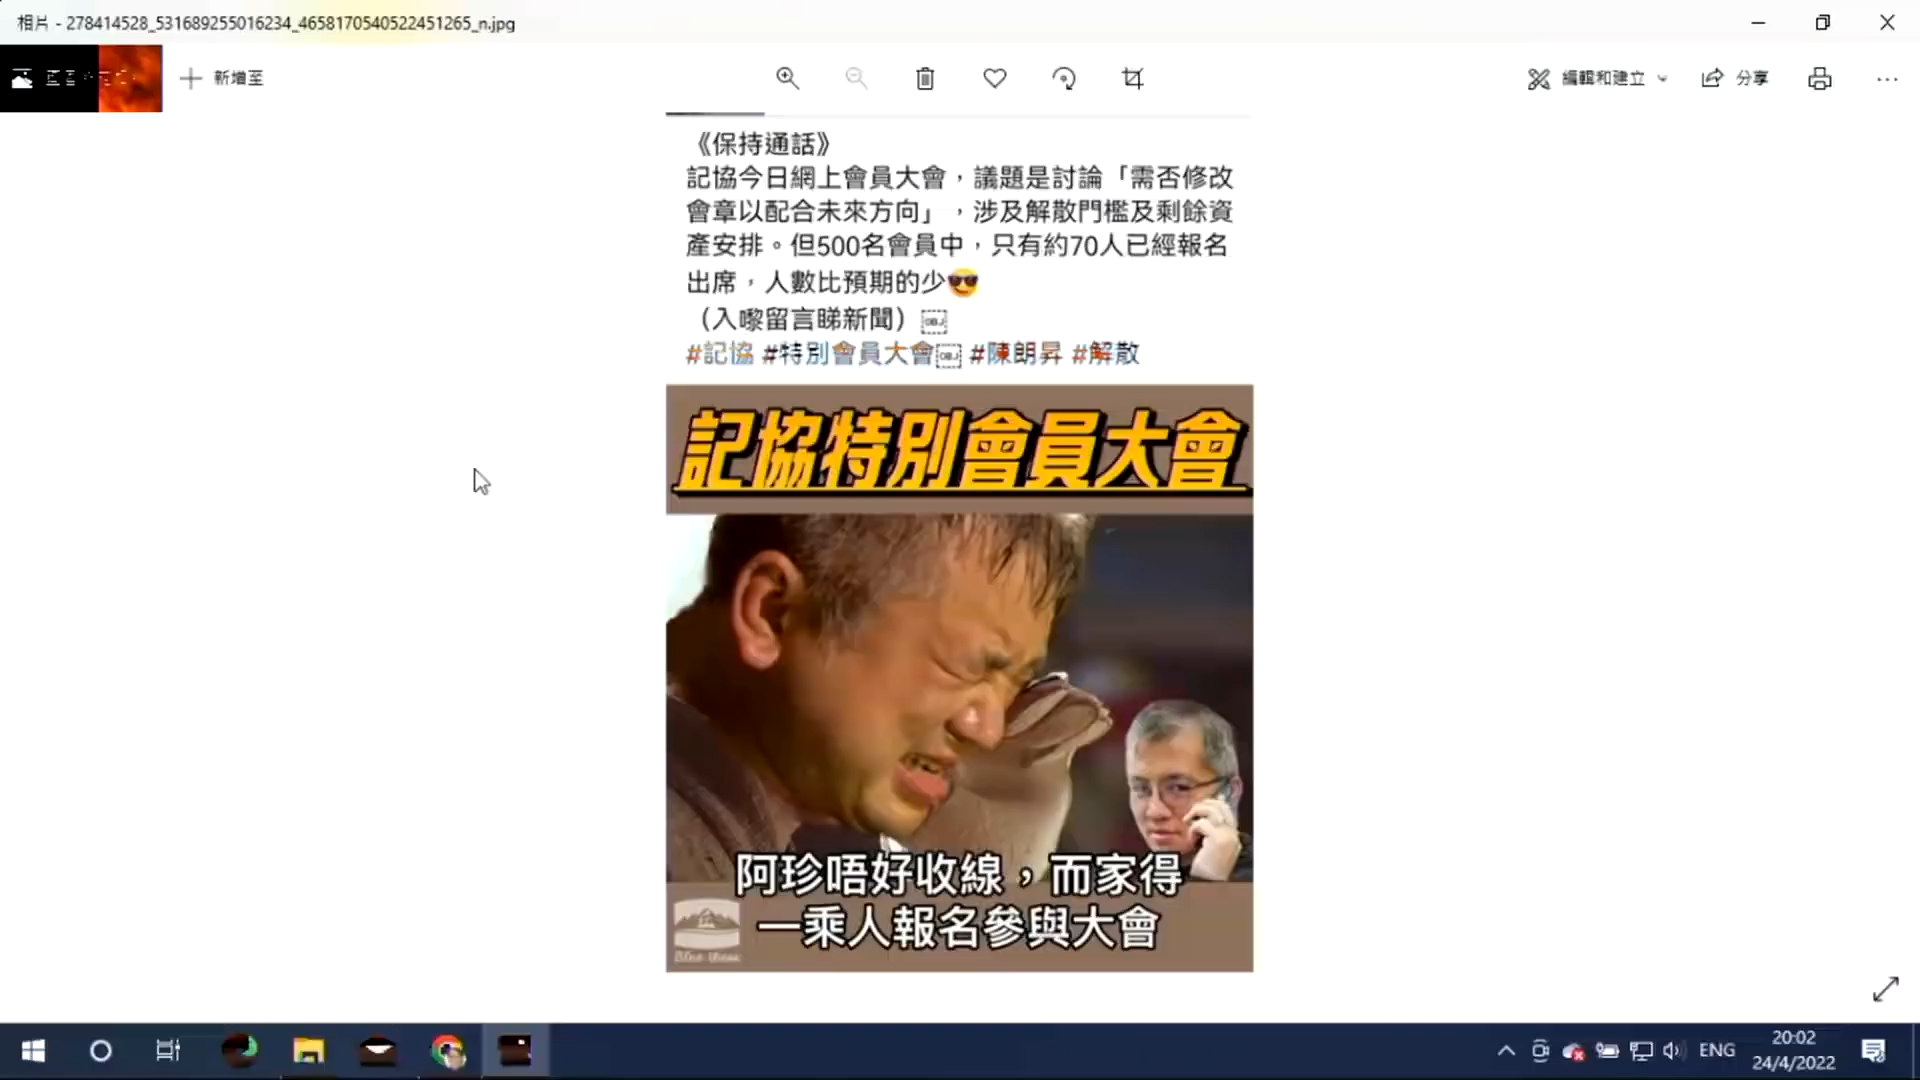 相片 - 278414528_531689255016234_4658170540522451265_n.jpg
新增至
編輯和建立
分享
《保持通話》
記協今日網上會員大會，議題是討論「需否修改
會章以配合未來方向」，涉及解散門檻及剩餘資
產安排。但500名會員中，只有約70人已經報名
出席，人數比預期的少😎
（入嚟留言睇新聞）
#記協 #特別會員大會 #陳朗昇 #解散
記協特別會員大會
阿珍唔好收線，而家得
一乘人報名參與大會
ENG
20:02
24/4/2022